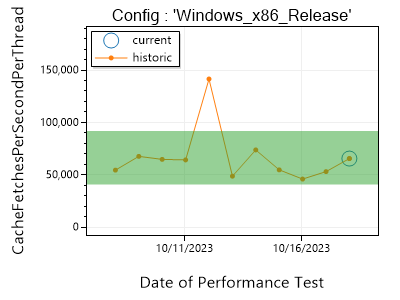 Config : 'Windows_x86_Release'
CacheFetchesPerSecondPerThread
current
historic
150,000
100,000
50,000
0
10/11/2023
10/16/2023
Date of Performance Test